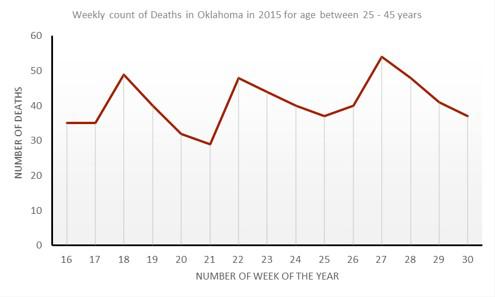 Weekly count of Deaths in Oklahoma in 2015 for age between 25 - 45 years
60
50
40
30
20
10
0
NUMBER OF DEATHS
16 17 18 19 20 21 22 23 24 25 26 27 28 29 30
NUMBER OF WEEK OF THE YEAR